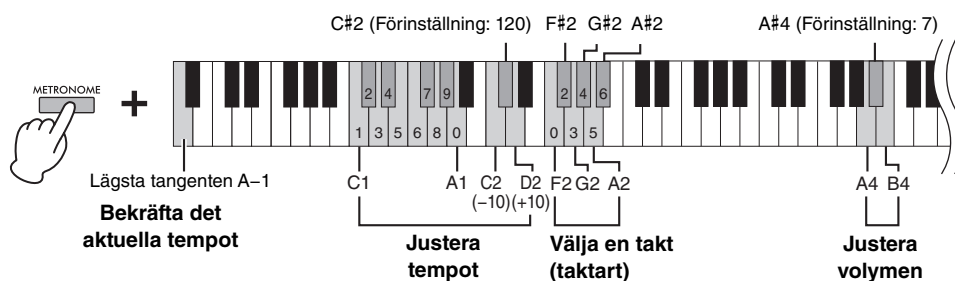 C#2 (Förinställning: 120) F#2 G#2 A#2 A#4 (Förinställning: 7)
METRONOME
2 4 7 9 2 4 6
1 3 5 6 8 0 0 3 5
Lägsta tangenten A–1 C1 A1 C2 D2 F2 G2 A2 A4 B4
(–10) (+10)
Bekräfta det
aktuella tempot
Justera
tempot
Välja en takt
(taktart)
Justera
volymen